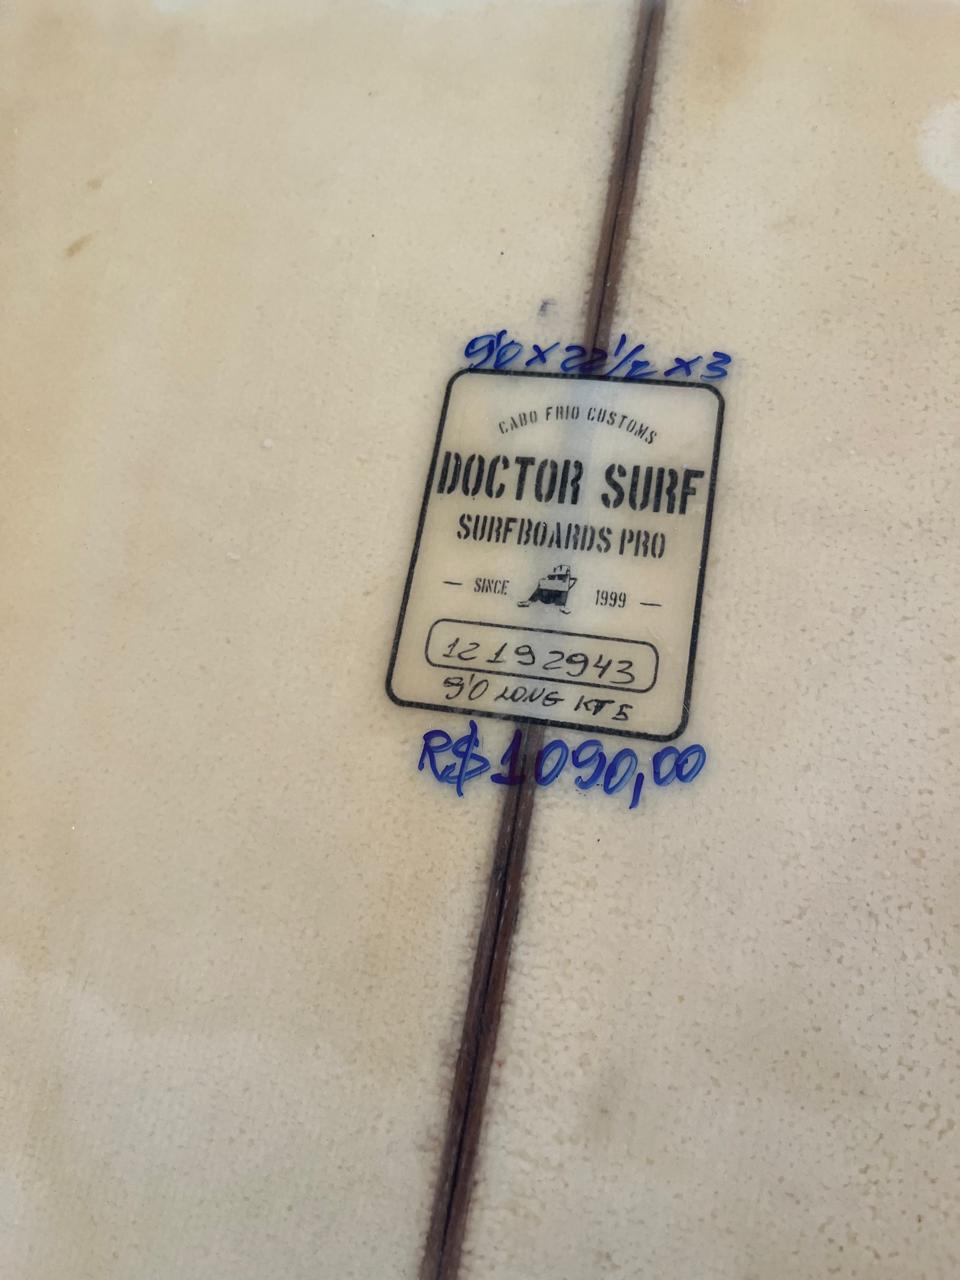 9'0 x 22 1/2 x 3
CABO FRIO CUSTOMS
DOCTOR SURF
SURFBOARDS PRO
— SINCE 1999 —
12192943
9'0 LONG KT5
R$1090,00